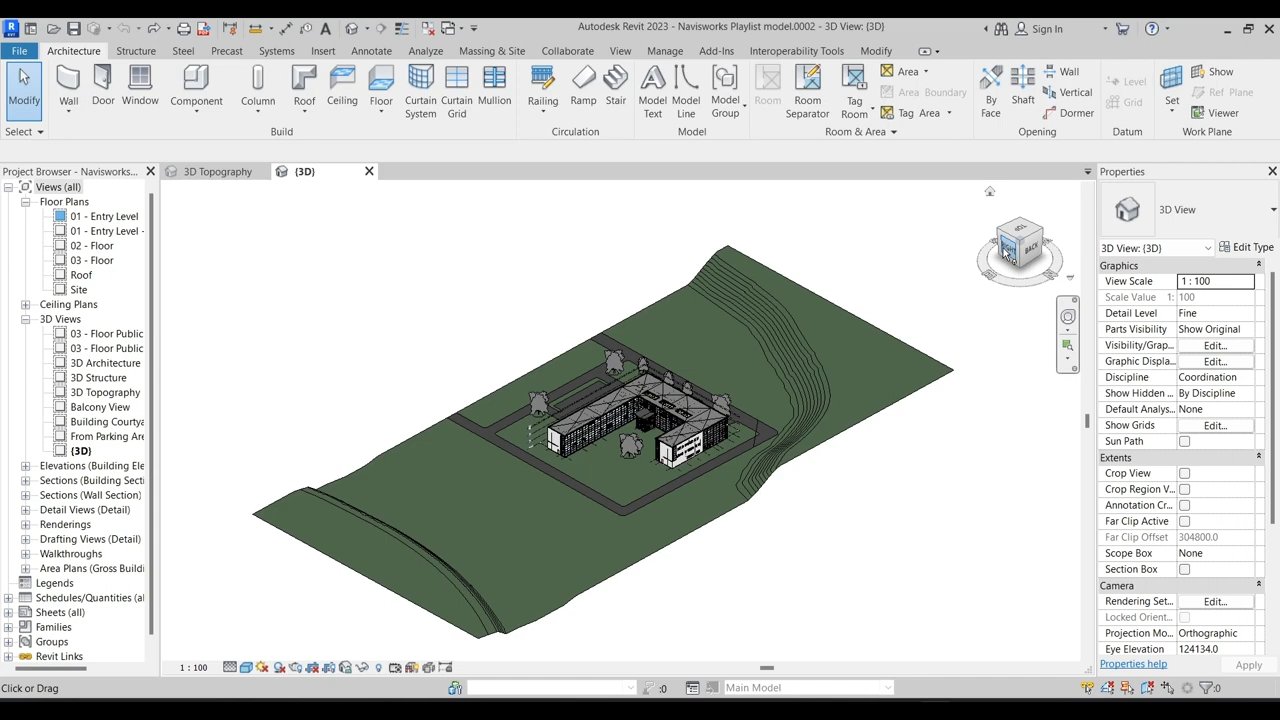 Autodesk Revit 2023 - Navisworks Playlist model.0002 - 3D View: {3D}
Sign In
File Architecture Structure Steel Precast Systems Insert Annotate Analyze Massing & Site Collaborate View Manage Add-Ins Interoperability Tools Modify
Modify Wall Door Window Component Column Roof Ceiling Floor Curtain System Curtain Grid Mullion Railing Ramp Stair Model Text Model Line Model Group Room Room Separator Tag Room
Area
Area Boundary
Tag Area
By Face Shaft Wall Vertical Dormer
Level
Grid
Set Show Ref Plane Viewer
Select Build Circulation Model Room & Area Opening Datum Work Plane
Project Browser - Navisworks...
Views (all)
Floor Plans
01 - Entry Level
01 - Entry Level -
02 - Floor
03 - Floor
Roof
Site
Ceiling Plans
3D Views
03 - Floor Public
03 - Floor Public
3D Architecture
3D Structure
3D Topography
Balcony View
Building Courtya
From Parking Are
{3D}
Elevations (Building Ele
Sections (Building Secti
Sections (Wall Section)
Detail Views (Detail)
Renderings
Drafting Views (Detail)
Walkthroughs
Area Plans (Gross Buildi
Legends
Schedules/Quantities (al
Sheets (all)
Families
Groups
Revit Links
3D Topography {3D}
TOP
RIGHT BACK
1 : 100
Properties
3D View
3D View: {3D} Edit Type
Graphics
View Scale 1 : 100
Scale Value 1: 100
Detail Level Fine
Parts Visibility Show Original
Visibility/Grap... Edit...
Graphic Displa... Edit...
Discipline Coordination
Show Hidden ... By Discipline
Default Analys... None
Show Grids Edit...
Sun Path
Extents
Crop View
Crop Region V...
Annotation Cr...
Far Clip Active
Far Clip Offset 304800.0
Scope Box None
Section Box
Camera
Rendering Set... Edit...
Locked Orient...
Projection Mo... Orthographic
Eye Elevation 124134.0
Properties help Apply
Click or Drag
:0
Main Model
:0